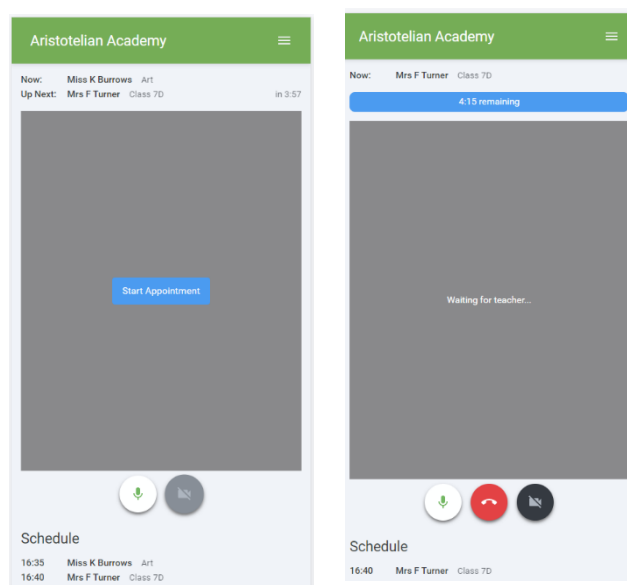 Aristotelian Academy
Now: Miss K Burrows Art
Up Next: Mrs F Turner Class 7D in 3:57
Start Appointment
Schedule
16:35 Miss K Burrows Art
16:40 Mrs F Turner Class 7D
Aristotelian Academy
Now: Mrs F Turner Class 7D
4:15 remaining
Waiting for teacher...
Schedule
16:40 Mrs F Turner Class 7D